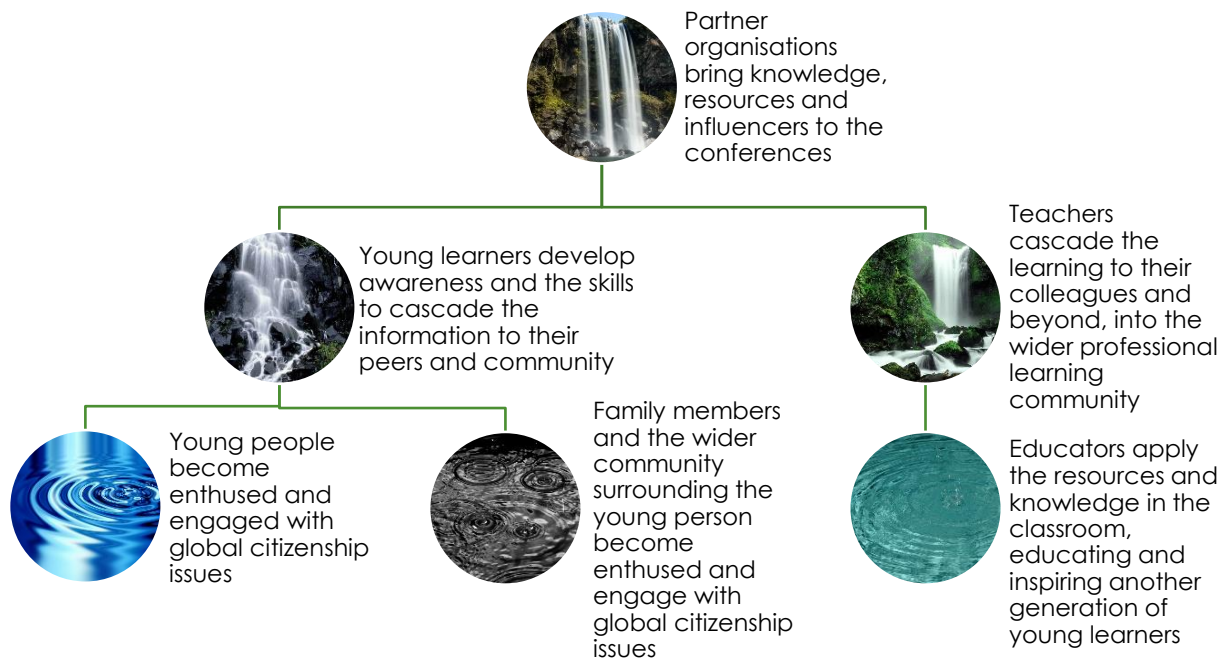 Partner
organisations
bring knowledge,
resources and
influencers to the
conferences
Young learners develop
awareness and the skills
to cascade the
information to their
peers and community
Teachers
cascade the
learning to their
colleagues and
beyond, into the
wider professional
learning
community
Young people
become
enthused and
engaged with
global citizenship
issues
Family members
and the wider
community
surrounding the
young person
become
enthused and
engage with
global citizenship
issues
Educators apply
the resources and
knowledge in the
classroom,
educating and
inspiring another
generation of
young learners